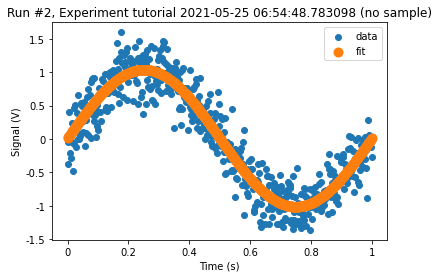 Run #2, Experiment tutorial 2021-05-25 06:54:48.783098 (no sample)
data
fit
Signal (V)
1.5
1
0.5
0
-0.5
-1
-1.5
0
0.2
0.4
0.6
0.8
1
Time (s)